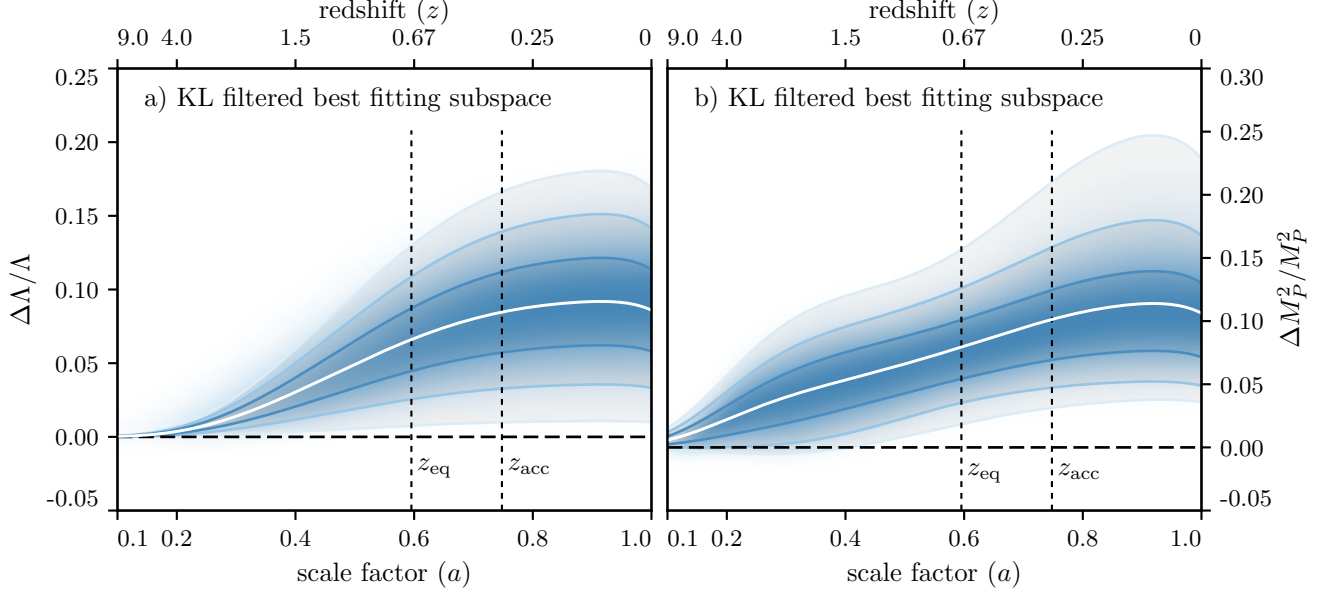 redshift (z)
9.0 4.0 1.5 0.67 0.25 0
a) KL filtered best fitting subspace
0.25
0.20
0.15
0.10
0.05
0.00
-0.05
ΔΛ/Λ
z_eq
z_acc
0.1 0.2 0.4 0.6 0.8 1.0
scale factor (a)
redshift (z)
9.0 4.0 1.5 0.67 0.25 0
b) KL filtered best fitting subspace
0.30
0.25
0.20
0.15
0.10
0.05
0.00
-0.05
ΔM_P^2/M_P^2
z_eq
z_acc
0.1 0.2 0.4 0.6 0.8 1.0
scale factor (a)